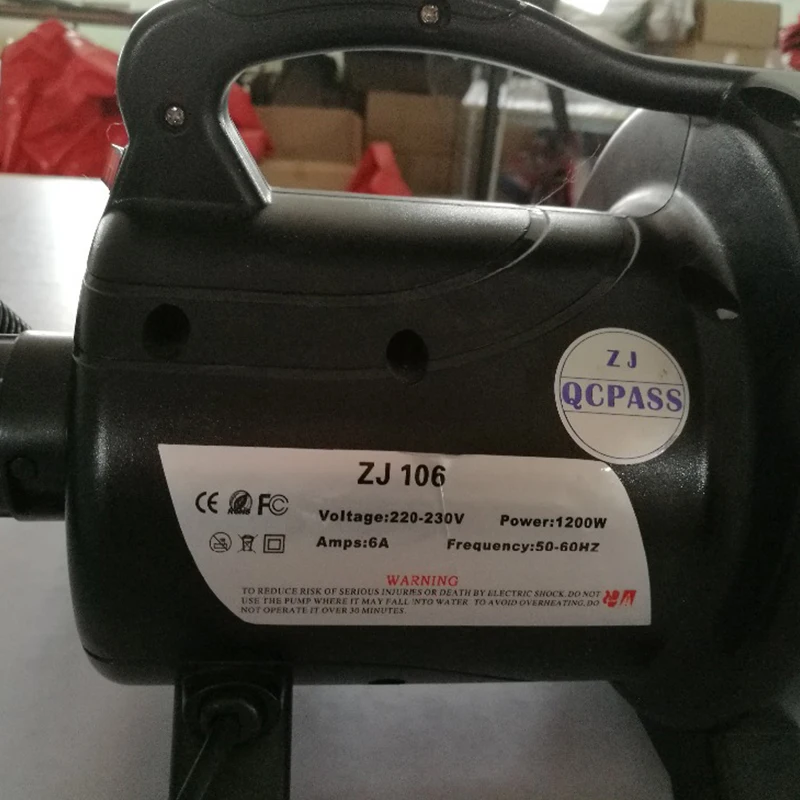 ZJ
QCPASS
ZJ 106
CE FC
Voltage:220-230V Power:1200W
Amps:6A Frequency:50-60HZ
WARNING
TO REDUCE RISK OF SERIOUS INJURIES OR DEATH BY ELECTRIC SHOCK. DO NOT
USE THE PUMP WHERE IT MAY FALL INTO WATER TO AVOID OVERHEATING, DO
NOT OPERATE IT OVER 30 MINUTES.